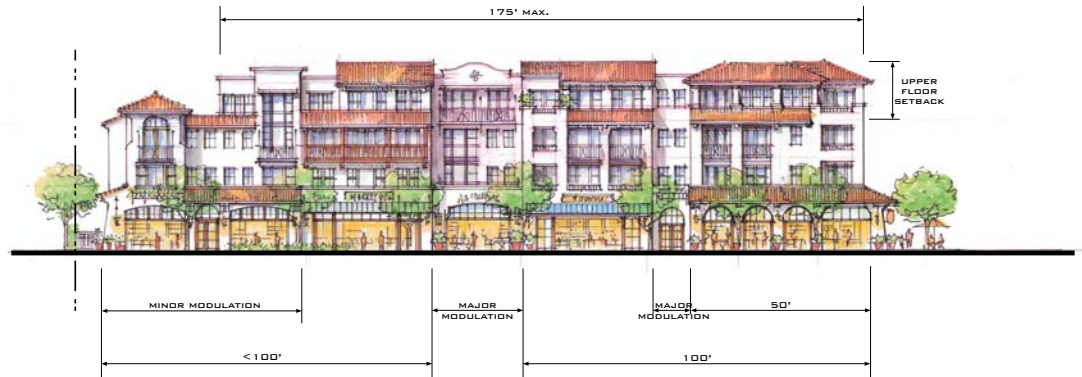 175' MAX.
UPPER
FLOOR
SETBACK
MINOR MODULATION
MAJOR
MODULATION
MAJOR
MODULATION
50'
<100'
100'